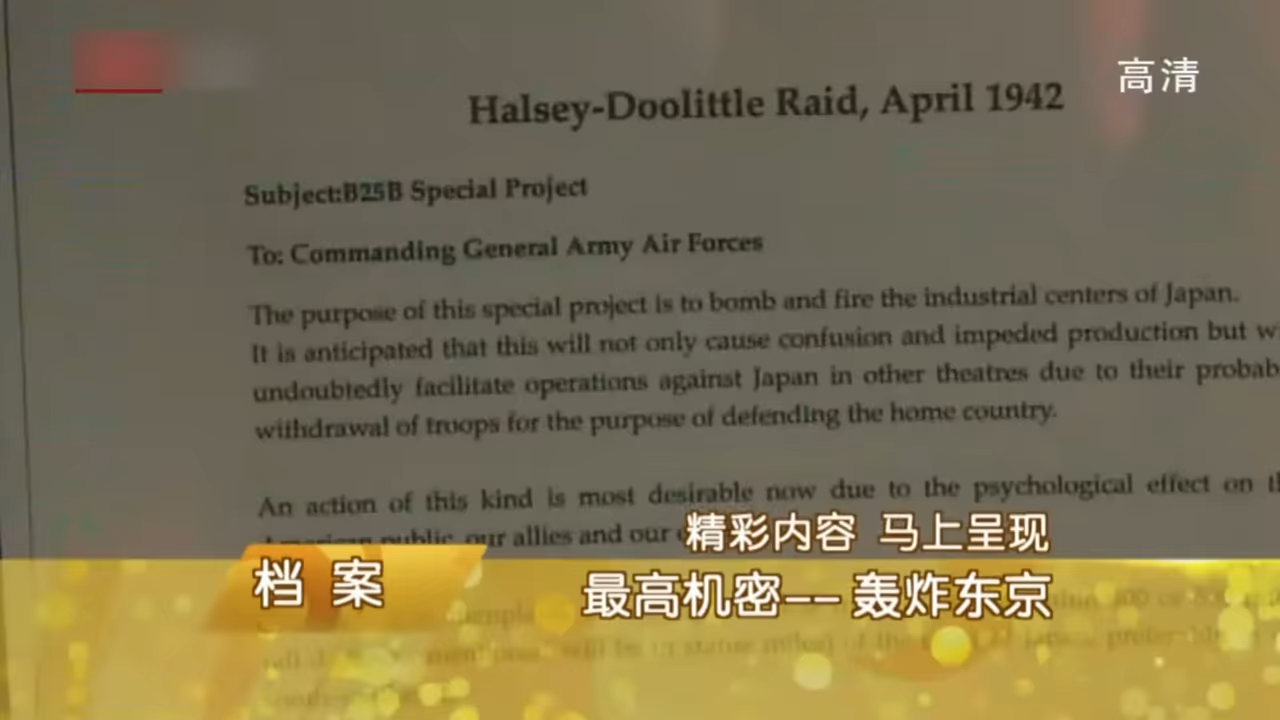 高清
Halsey-Doolittle Raid, April 1942
Subject:B25B Special Project
To: Commanding General Army Air Forces
The purpose of this special project is to bomb and fire the industrial centers of Japan.
It is anticipated that this will not only cause confusion and impeded production but
undoubtedly facilitate operations against Japan in other theatres due to their
withdrawal of troops for the purpose of defending the home country.
An action of this kind is most desirable now due to the psychological effect on
American public, our allies and our
精彩内容 马上呈现
档案
最高机密——轰炸东京